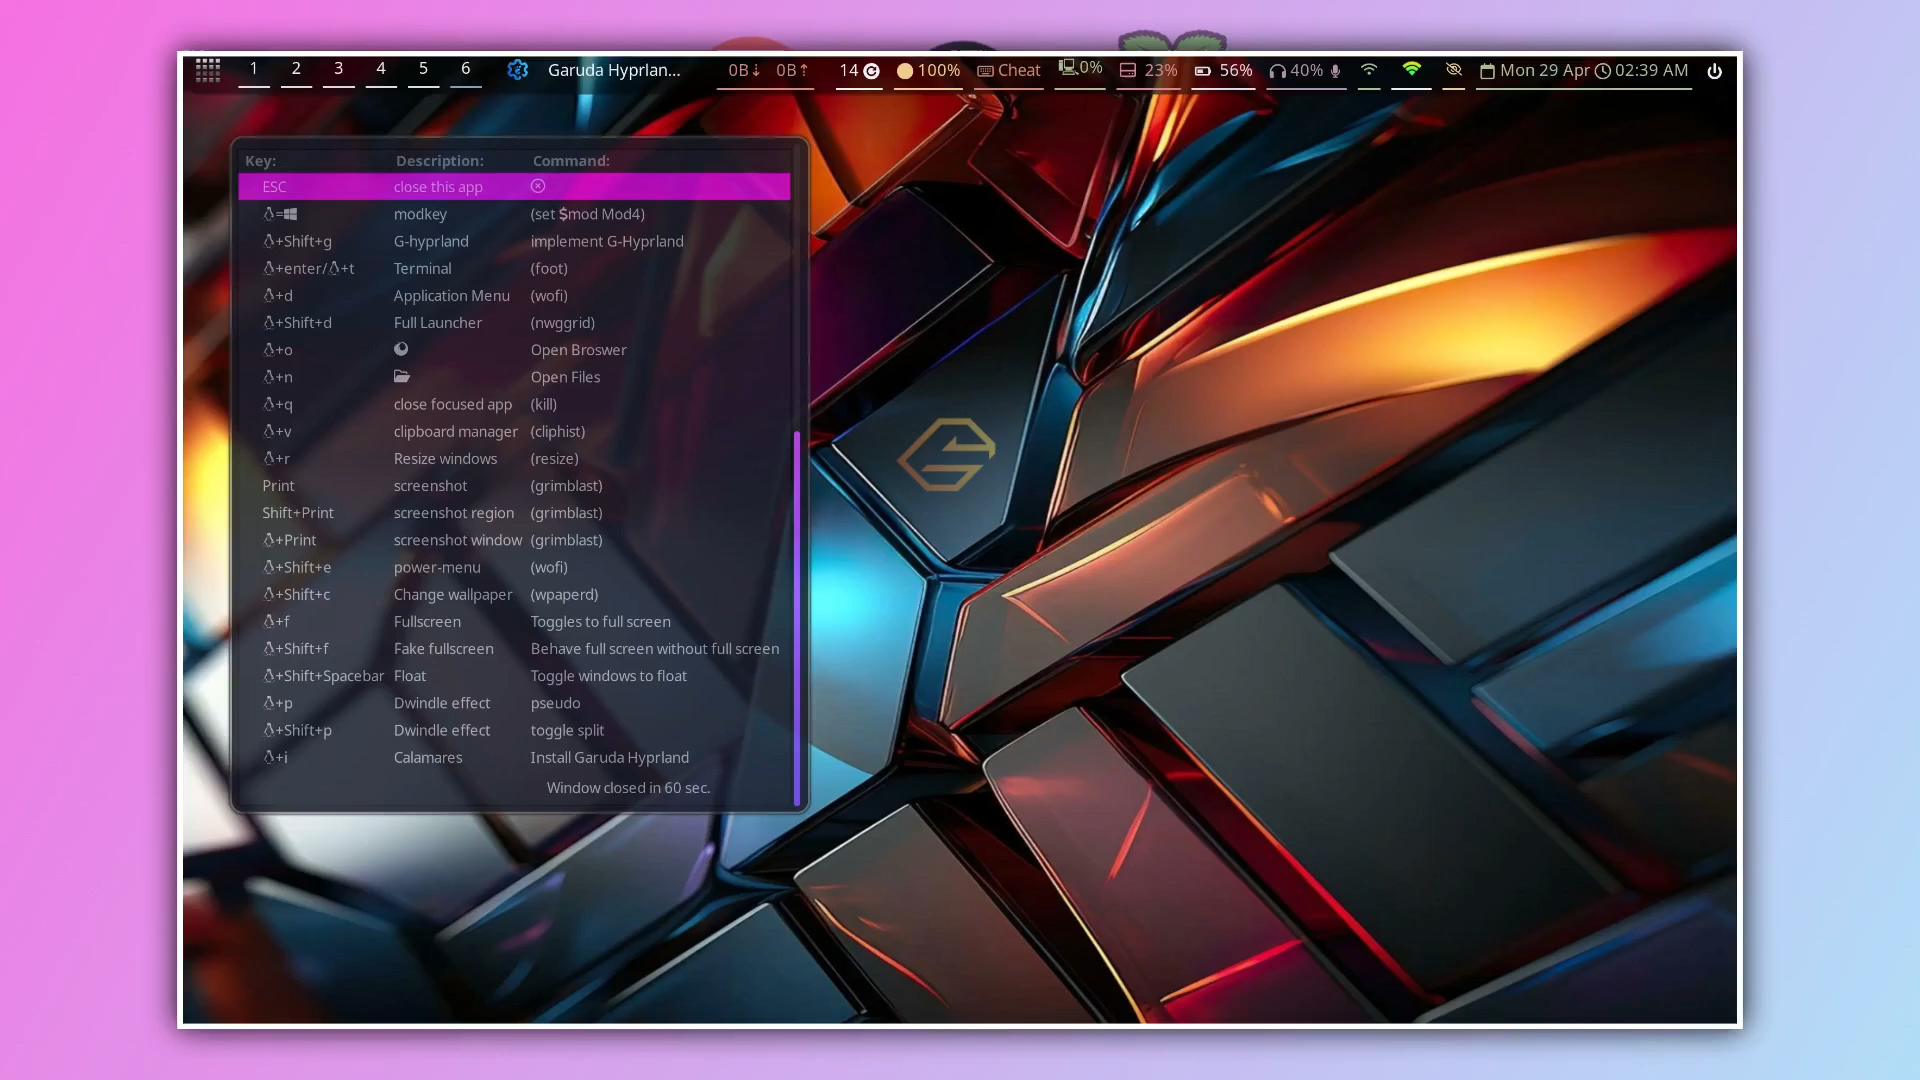 1 2 3 4 5 6 Garuda Hyprlan... 0B↓ 0B↑ 14 100% Cheat 0% 23% 56% 40% Mon 29 Apr 02:39 AM
Key: Description: Command:
ESC close this app
= modkey (set $mod Mod4)
+Shift+g G-hyprland implement G-Hyprland
+enter/+t Terminal (foot)
+d Application Menu (wofi)
+Shift+d Full Launcher (nwggrid)
+o Open Broswer
+n Open Files
+q close focused app (kill)
+v clipboard manager (cliphist)
+r Resize windows (resize)
Print screenshot (grimblast)
Shift+Print screenshot region (grimblast)
+Print screenshot window (grimblast)
+Shift+e power-menu (wofi)
+Shift+c Change wallpaper (wpaperd)
+f Fullscreen Toggles to full screen
+Shift+f Fake fullscreen Behave full screen without full screen
+Shift+Spacebar Float Toggle windows to float
+p Dwindle effect pseudo
+Shift+p Dwindle effect toggle split
+i Calamares Install Garuda Hyprland
Window closed in 60 sec.